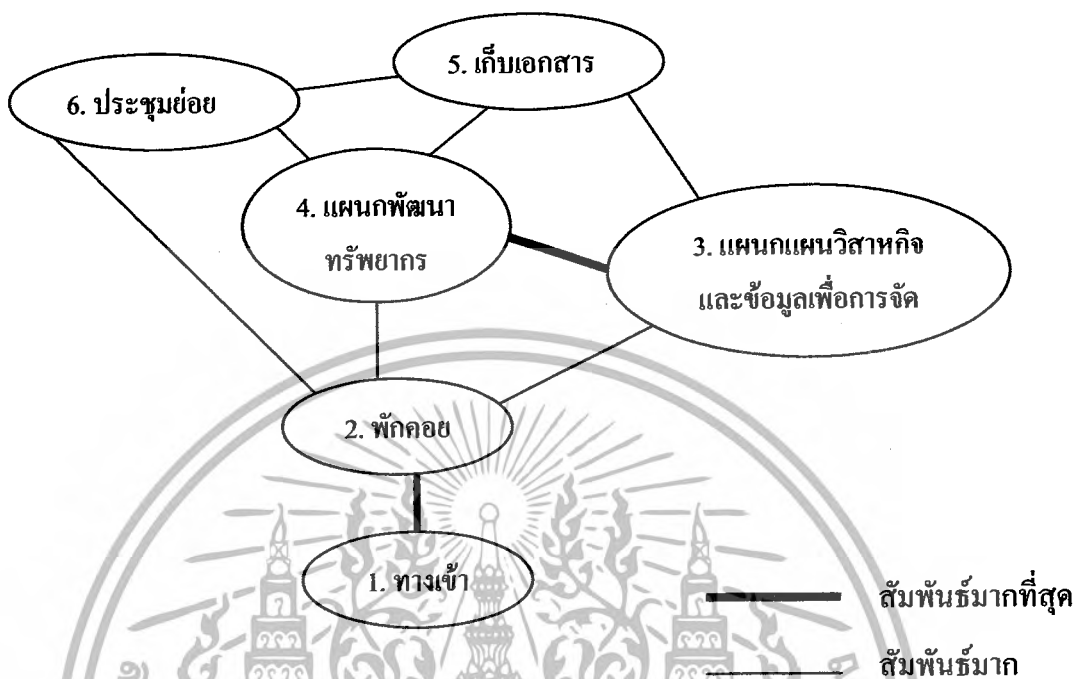 5. เก็บเอกสาร
6. ประชุมย่อย
4. แผนกพัฒนา
ทรัพยากร
3. แผนกแผนวิสาหกิจ
และข้อมูลเพื่อการจัด
2. พักคอย
1. ทางเข้า
สัมพันธ์มากที่สุด
สัมพันธ์มาก